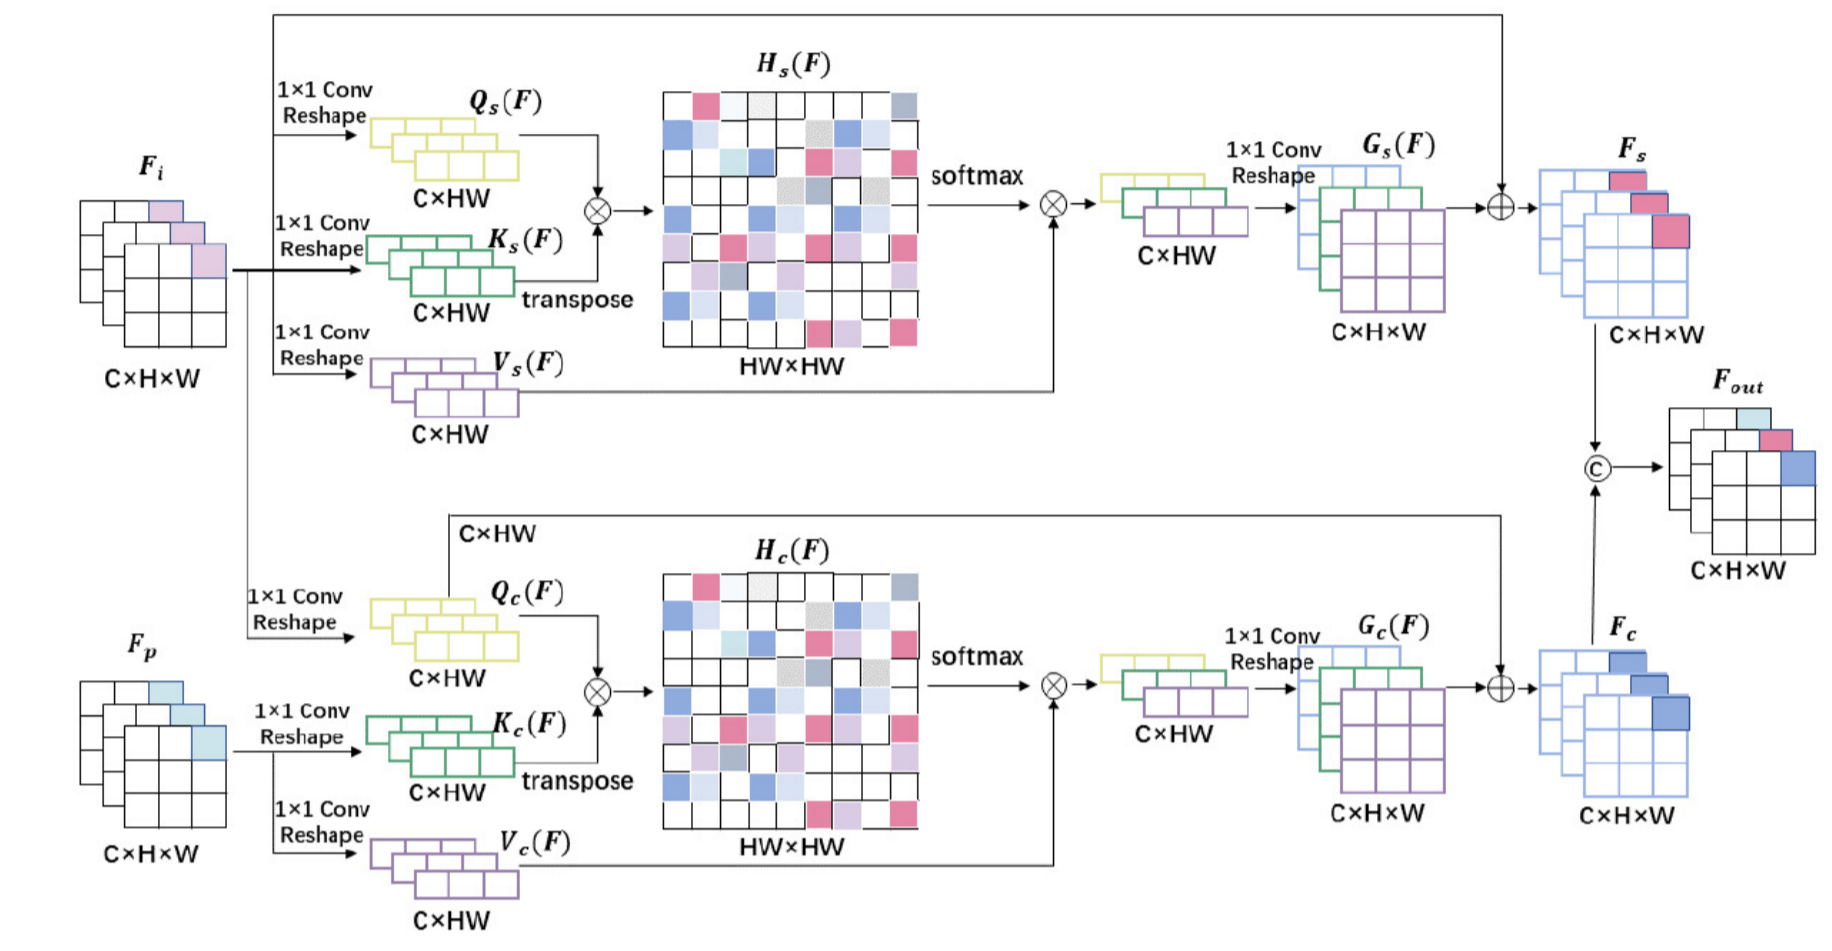 H_s(F)
1×1 Conv
Reshape
Q_s(F)
C×HW
F_i
C×H×W
1×1 Conv
Reshape
K_s(F)
C×HW
transpose
1×1 Conv
Reshape
V_s(F)
C×HW
HW×HW
softmax
C×HW
1×1 Conv
Reshape
G_s(F)
C×H×W
F_s
C×H×W
F_out
C
C×H×W
C×HW
H_c(F)
1×1 Conv
Reshape
Q_c(F)
C×HW
F_p
C×H×W
1×1 Conv
Reshape
K_c(F)
C×HW
transpose
1×1 Conv
Reshape
V_c(F)
C×HW
HW×HW
softmax
C×HW
1×1 Conv
Reshape
G_c(F)
C×H×W
F_c
C×H×W